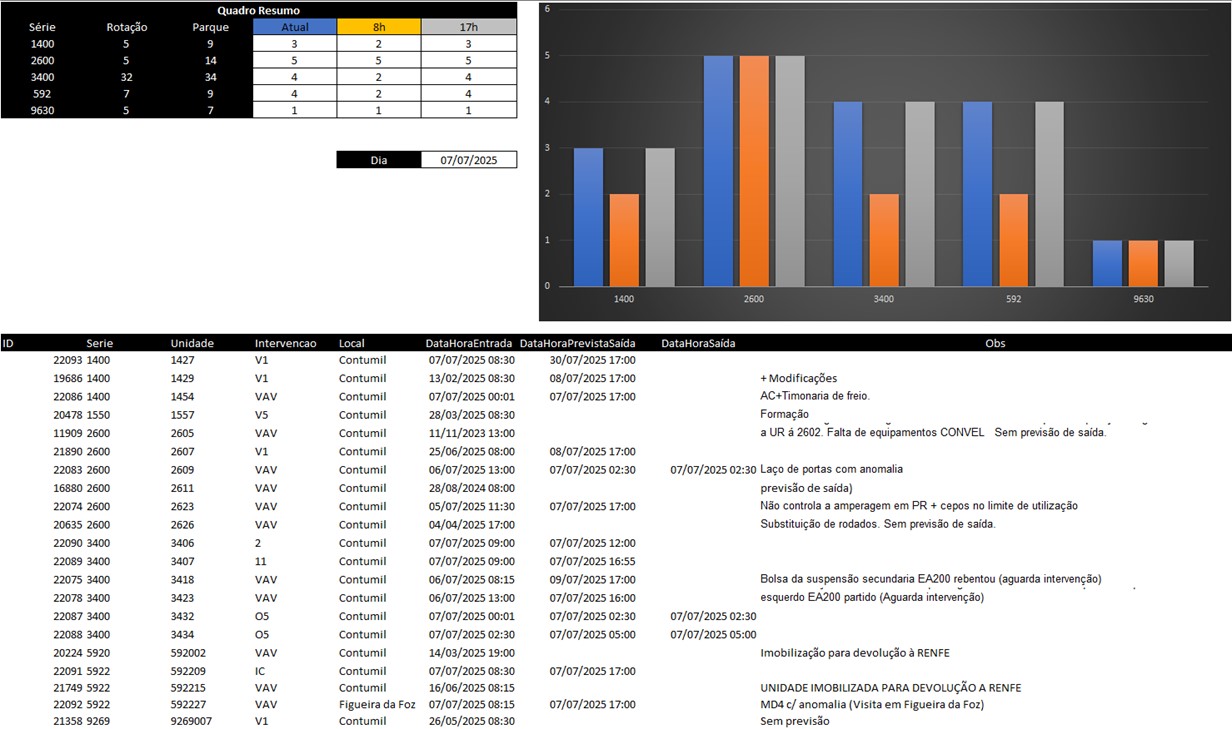 Quadro Resumo
Série Rotação Parque Atual 8h 17h
1400 5 9 3 2 3
2600 5 14 5 5 5
3400 32 34 4 2 4
592 7 9 4 2 4
9630 5 7 1 1 1
Dia 07/07/2025
6
5
4
3
2
1
0
1400 2600 3400 592 9630
ID Serie Unidade Intervencao Local DataHoraEntrada DataHoraPrevistaSaída DataHoraSaída Obs
22093 1400 1427 V1 Contumil 07/07/2025 08:30 30/07/2025 17:00
19686 1400 1429 V1 Contumil 13/02/2025 08:30 08/07/2025 17:00 + Modificações
22086 1400 1454 VAV Contumil 07/07/2025 00:01 07/07/2025 17:00 AC+Timonaria de freio.
20478 1550 1557 V5 Contumil 28/03/2025 08:30 Formação
11909 2600 2605 VAV Contumil 11/11/2023 13:00 a UR á 2602. Falta de equipamentos CONVEL Sem previsão de saída.
21890 2600 2607 V1 Contumil 25/06/2025 08:00 08/07/2025 17:00
22083 2600 2609 VAV Contumil 06/07/2025 13:00 07/07/2025 02:30 07/07/2025 02:30 Laço de portas com anomalia
16880 2600 2611 VAV Contumil 28/08/2024 08:00 previsão de saída)
22074 2600 2623 VAV Contumil 05/07/2025 11:30 07/07/2025 17:00 Não controla a amperagem em PR + cepos no limite de utilização
20635 2600 2626 VAV Contumil 04/04/2025 17:00 Substituição de rodados. Sem previsão de saída.
22090 3400 3406 2 Contumil 07/07/2025 09:00 07/07/2025 12:00
22089 3400 3407 11 Contumil 07/07/2025 09:00 07/07/2025 16:55
22075 3400 3418 VAV Contumil 06/07/2025 08:15 09/07/2025 17:00 Bolsa da suspensão secundaria EA200 rebentou (aguarda intervenção)
22078 3400 3423 VAV Contumil 06/07/2025 13:00 07/07/2025 16:00 esquerdo EA200 partido (Aguarda intervenção)
22087 3400 3432 O5 Contumil 07/07/2025 00:01 07/07/2025 02:30 07/07/2025 02:30
22088 3400 3434 O5 Contumil 07/07/2025 02:30 07/07/2025 05:00 07/07/2025 05:00
20224 5920 592002 VAV Contumil 14/03/2025 19:00 Imobilização para devolução à RENFE
22091 5922 592209 IC Contumil 07/07/2025 08:30 07/07/2025 17:00
21749 5922 592215 VAV Contumil 16/06/2025 08:15 UNIDADE IMOBILIZADA PARA DEVOLUÇÃO A RENFE
22092 5922 592227 VAV Figueira da Foz 07/07/2025 08:15 07/07/2025 17:00 MD4 c/ anomalia (Visita em Figueira da Foz)
21358 9269 9269007 V1 Contumil 26/05/2025 08:30 Sem previsão